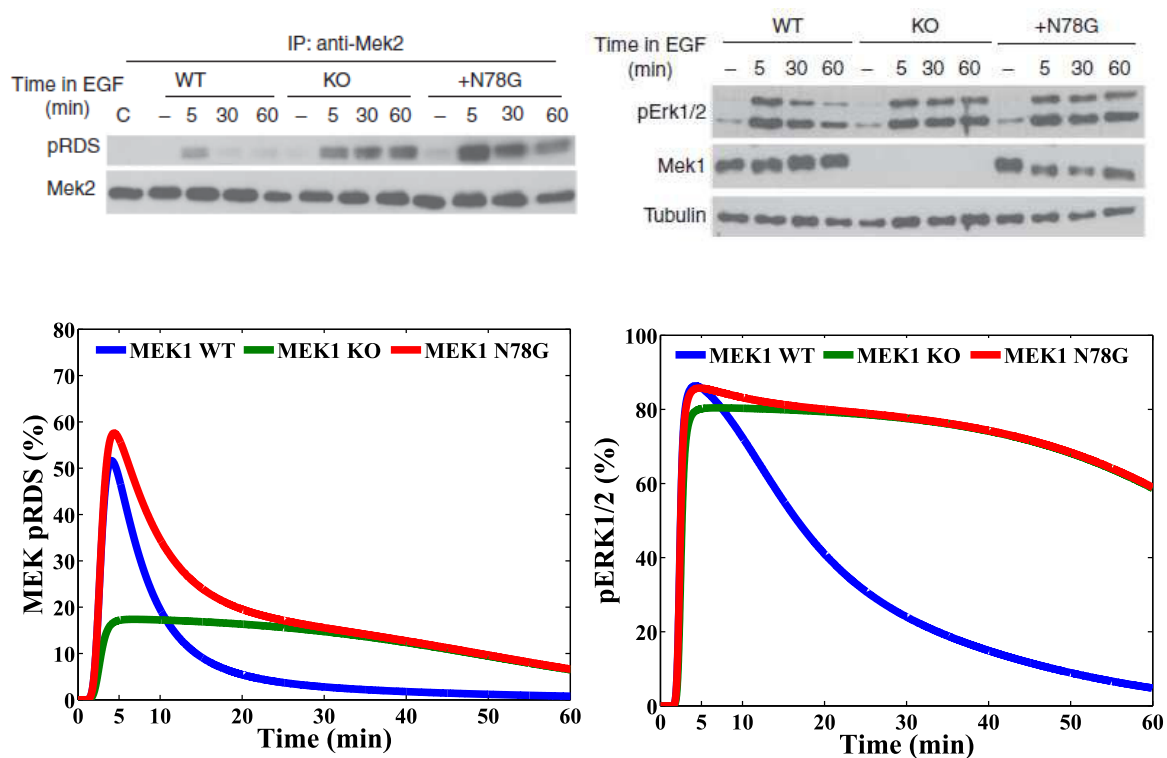 IP: anti-Mek2
Time in EGF (min) WT KO +N78G
C – 5 30 60 – 5 30 60 – 5 30 60
pRDS
Mek2
WT KO +N78G
Time in EGF (min) – 5 30 60 – 5 30 60 – 5 30 60
pErk1/2
Mek1
Tubulin
MEK pRDS (%)
80
70
60
50
40
30
20
10
0
MEK1 WT MEK1 KO MEK1 N78G
0 5 10 20 30 40 50 60
Time (min)
pERK1/2 (%)
100
80
60
40
20
0
MEK1 WT MEK1 KO MEK1 N78G
0 5 10 20 30 40 50 60
Time (min)